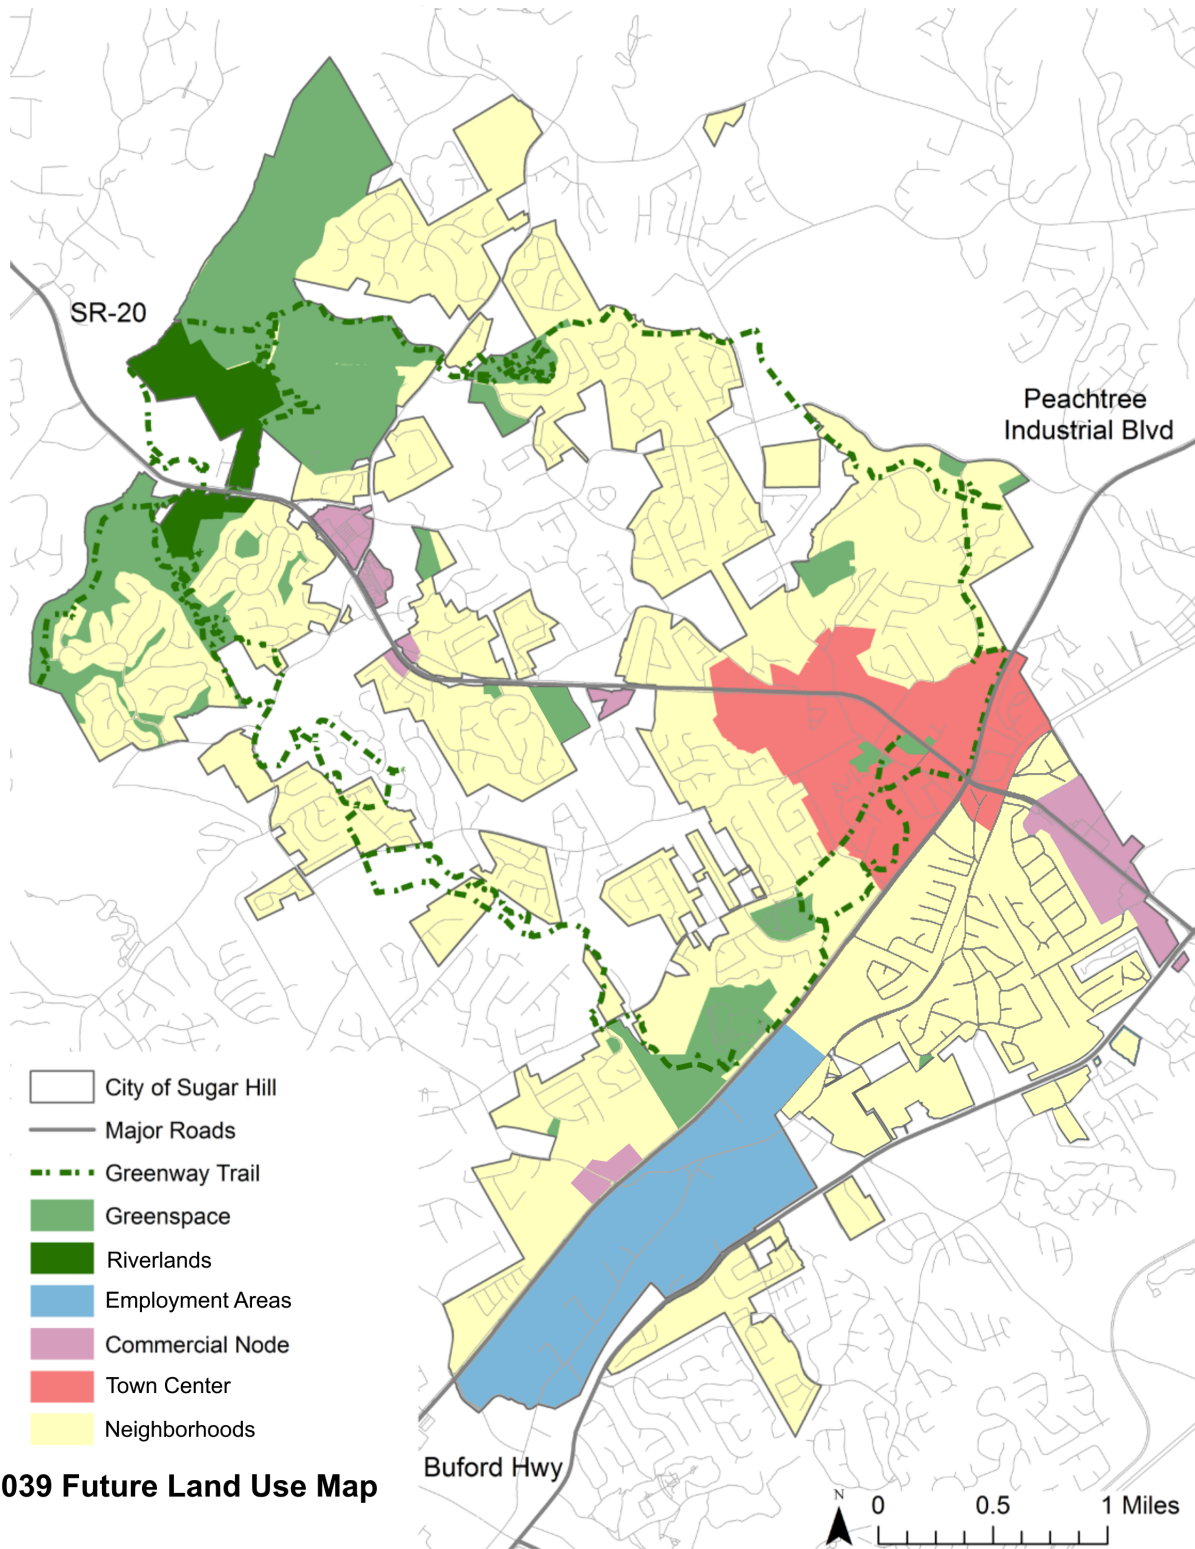 SR-20
Peachtree
Industrial Blvd
City of Sugar Hill
Major Roads
Greenway Trail
Greenspace
Riverlands
Employment Areas
Commercial Node
Town Center
Neighborhoods
039 Future Land Use Map
Buford Hwy
N
0 0.5 1 Miles